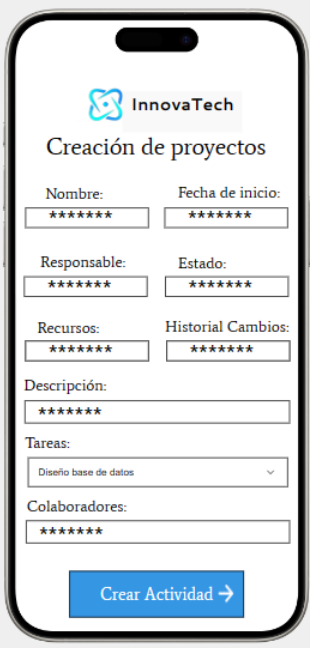 InnovaTech
Creación de proyectos
Nombre: Fecha de inicio:
******* *******
Responsable: Estado:
******* *******
Recursos: Historial Cambios:
******* *******
Descripción:
*******
Tareas:
Diseño base de datos
Colaboradores:
*******
Crear Actividad →